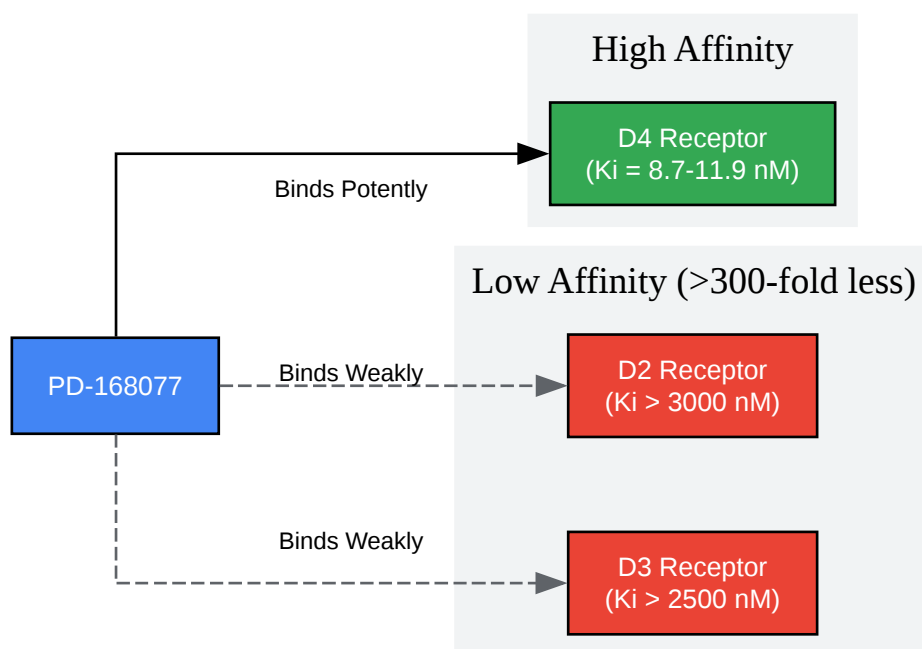 High Affinity
D4 Receptor
(Ki = 8.7-11.9 nM)
Binds Potently
Low Affinity (>300-fold less)
PD-168077
Binds Weakly
D2 Receptor
(Ki > 3000 nM)
Binds Weakly
D3 Receptor
(Ki > 2500 nM)